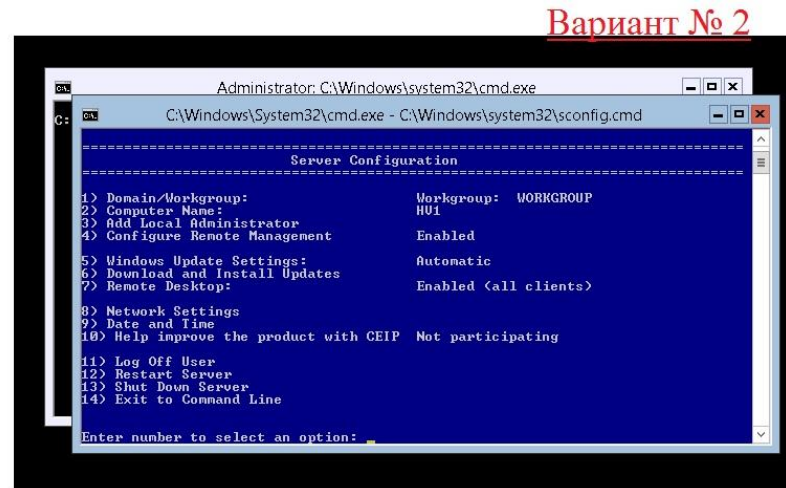 Вариант № 2
Administrator: C:\Windows\system32\cmd.exe
C:
C:\Windows\System32\cmd.exe - C:\Windows\system32\sconfig.cmd
===============================================================================
Server Configuration
===============================================================================
1) Domain/Workgroup: Workgroup: WORKGROUP
2) Computer Name: HV1
3) Add Local Administrator
4) Configure Remote Management Enabled
5) Windows Update Settings: Automatic
6) Download and Install Updates
7) Remote Desktop: Enabled (all clients)
8) Network Settings
9) Date and Time
10) Help improve the product with CEIP Not participating
11) Log Off User
12) Restart Server
13) Shut Down Server
14) Exit to Command Line
Enter number to select an option: _